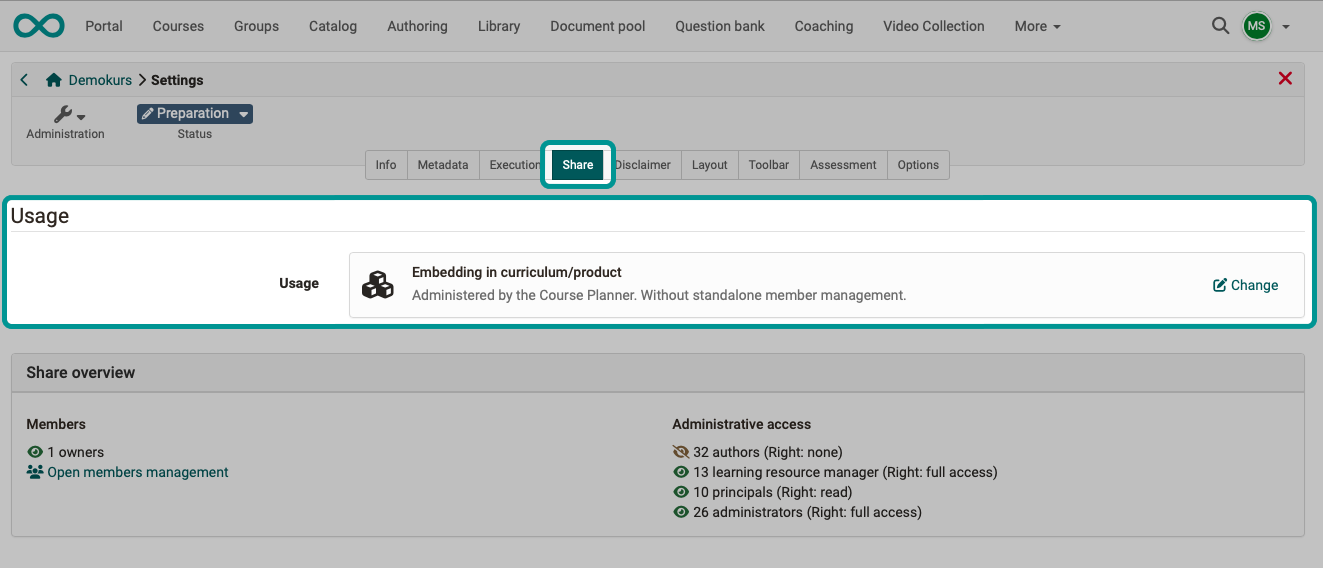 Portal Courses Groups Catalog Authoring Library Document pool Question bank Coaching Video Collection More MS
Demokurs Settings
Preparation
Administration Status
Info Metadata Execution Share Disclaimer Layout Toolbar Assessment Options
Usage
Usage
Embedding in curriculum/product
Administered by the Course Planner. Without standalone member management.
Change
Share overview
Members
1 owners
Open members management
Administrative access
32 authors (Right: none)
13 learning resource manager (Right: full access)
10 principals (Right: read)
26 administrators (Right: full access)